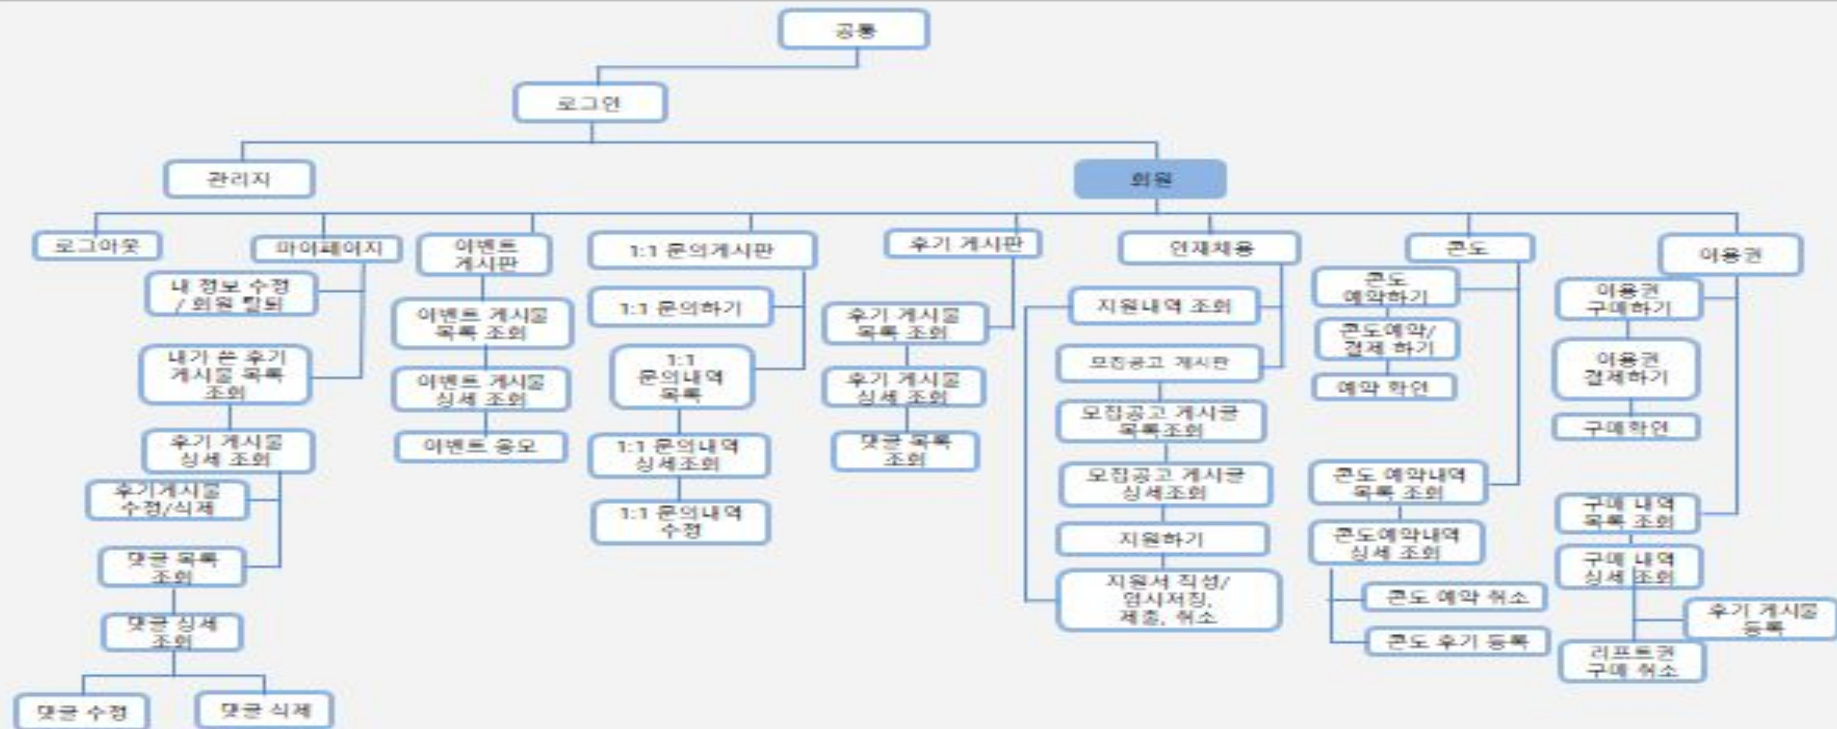 공통
로그인
관리자
회원
로그아웃
마이페이지
내 정보 수정
/ 회원 탈퇴
내가 쓴 후기
게시물 목록
조회
후기 게시물
상세 조회
후기게시물
수정/삭제
댓글 목록
조회
댓글 상세
조회
댓글 수정
댓글 삭제
이벤트
게시판
이벤트 게시물
목록 조회
이벤트 게시물
상세 조회
이벤트 응모
1:1 문의게시판
1:1 문의하기
1:1
문의내역
목록
1:1 문의내역
상세조회
1:1 문의내역
수정
후기 게시판
후기 게시물
목록 조회
후기 게시물
상세 조회
댓글 목록
조회
인재채용
지원내역 조회
모집공고 게시판
모집공고 게시글
목록조회
모집공고 게시글
상세조회
지원하기
지원서 작성/
임시저장,
제출, 취소
콘도
콘도
예약하기
콘도예약/
결제 하기
예약 확인
콘도 예약내역
목록 조회
콘도예약내역
상세 조회
콘도 예약 취소
콘도 후기 등록
이용권
이용권
구매하기
이용권
결제하기
구매확인
구매 내역
목록 조회
구매 내역
상세 조회
후기 게시물
등록
리프트권
구매 취소